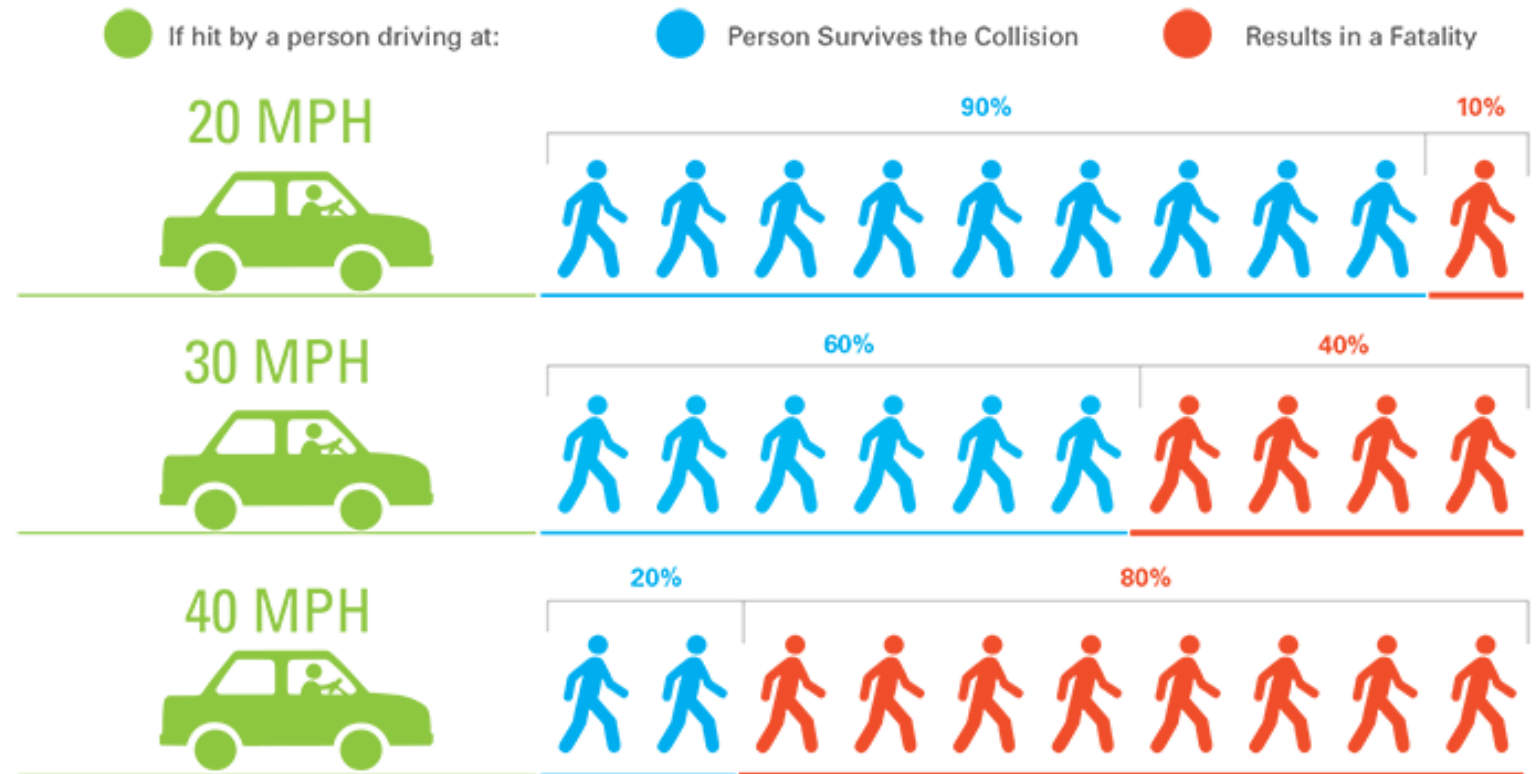 If hit by a person driving at:
Person Survives the Collision
Results in a Fatality
20 MPH
90%
10%
30 MPH
60%
40%
40 MPH
20%
80%